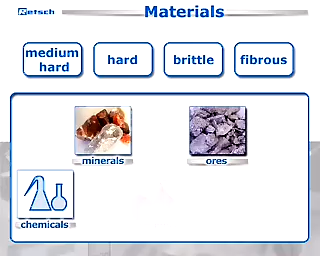 Retsch
Materials
medium
hard
hard
brittle
fibrous
minerals
ores
chemicals